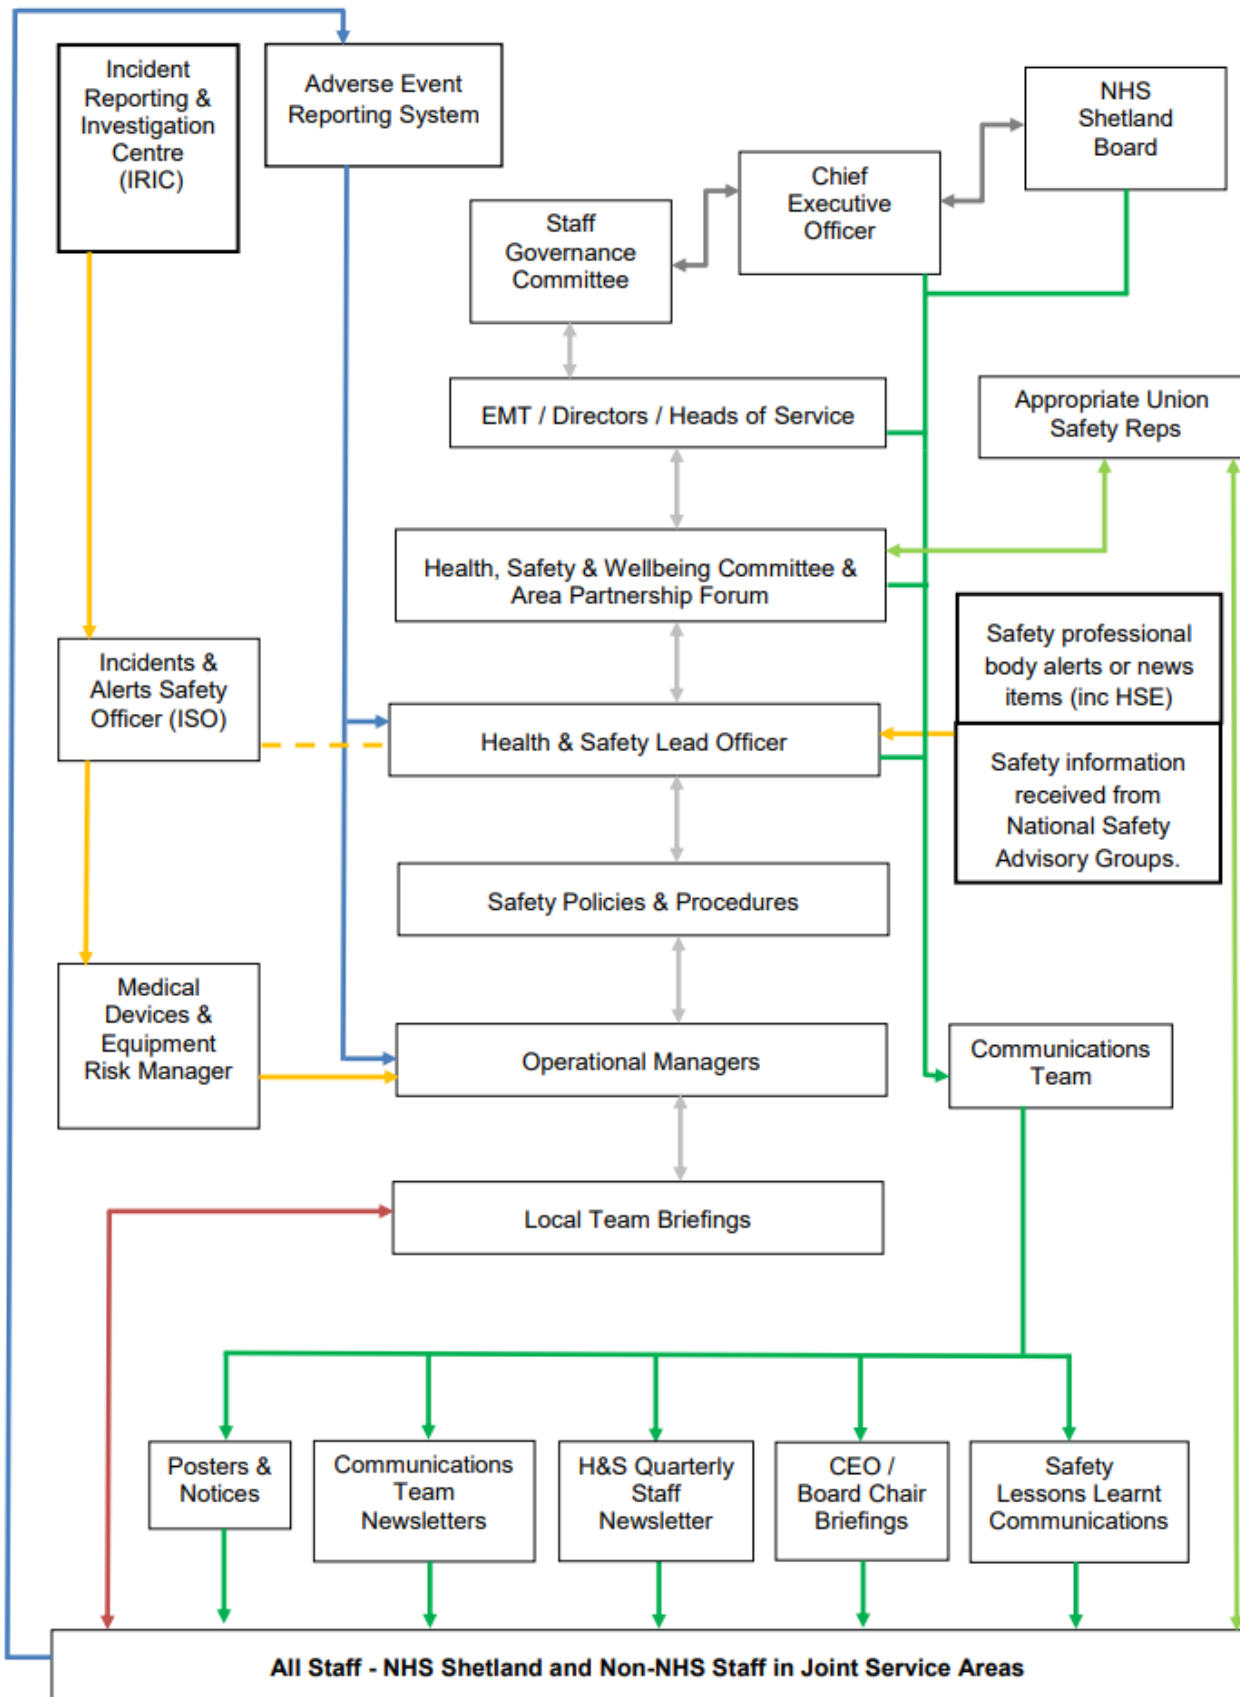 Incident
Reporting &
Investigation
Centre
(IRIC)
Adverse Event
Reporting System
NHS
Shetland
Board
Chief
Executive
Officer
Staff
Governance
Committee
EMT / Directors / Heads of Service
Appropriate Union
Safety Reps
Health, Safety & Wellbeing Committee &
Area Partnership Forum
Safety professional
body alerts or news
items (inc HSE)
Incidents &
Alerts Safety
Officer (ISO)
Health & Safety Lead Officer
Safety information
received from
National Safety
Advisory Groups.
Safety Policies & Procedures
Medical
Devices &
Equipment
Risk Manager
Operational Managers
Communications
Team
Local Team Briefings
Posters &
Notices
Communications
Team
Newsletters
H&S Quarterly
Staff
Newsletter
CEO /
Board Chair
Briefings
Safety
Lessons Learnt
Communications
All Staff - NHS Shetland and Non-NHS Staff in Joint Service Areas